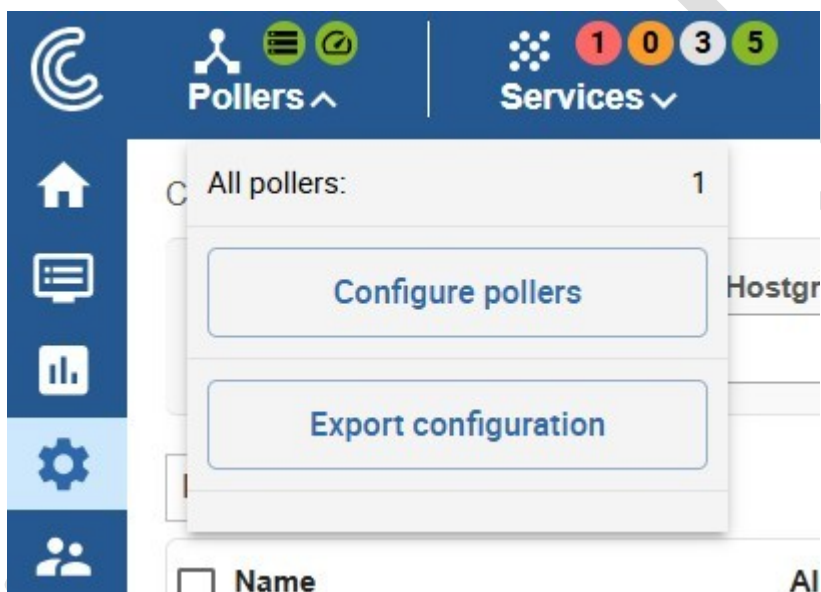 1 0 3 5
Pollers Services
All pollers: 1
Configure pollers
Hostgr
Export configuration
Name Al